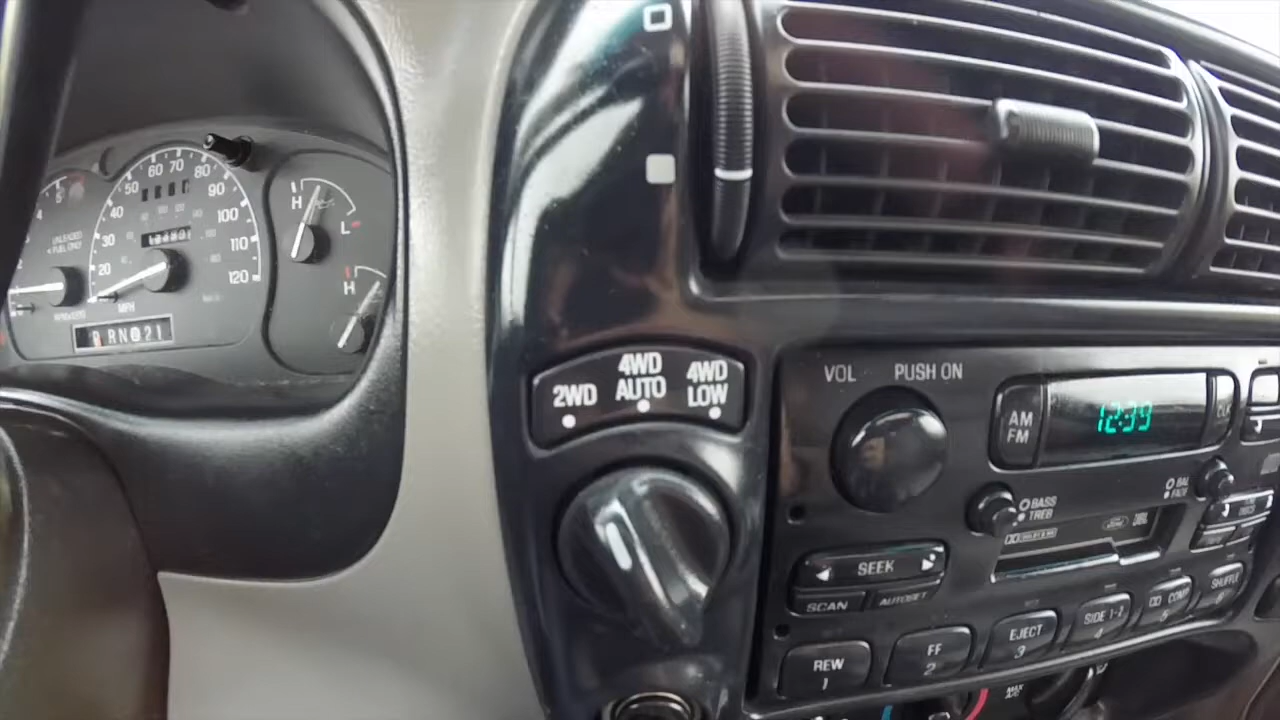 60 70 80
50 90
40 100
30 110
20 120
UNLEADED
FUEL ONLY
MPH
H
L
H
2WD
4WD
AUTO
4WD
LOW
VOL
PUSH ON
AM
FM
12:39
CLK
BAL
FADE
BASS
TREB
SEEK
SCAN
AUTOSET
REW
1
FF
2
EJECT
3
SIDE 1-2
4
COMP
5
SHUFFLE
6
MAX
A/C